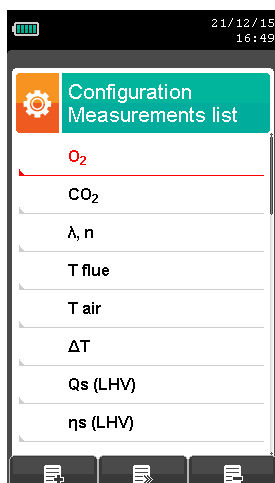 21/12/15
16:49
Configuration
Measurements list
O₂
CO₂
λ, n
T flue
T air
ΔT
Qs (LHV)
ηs (LHV)